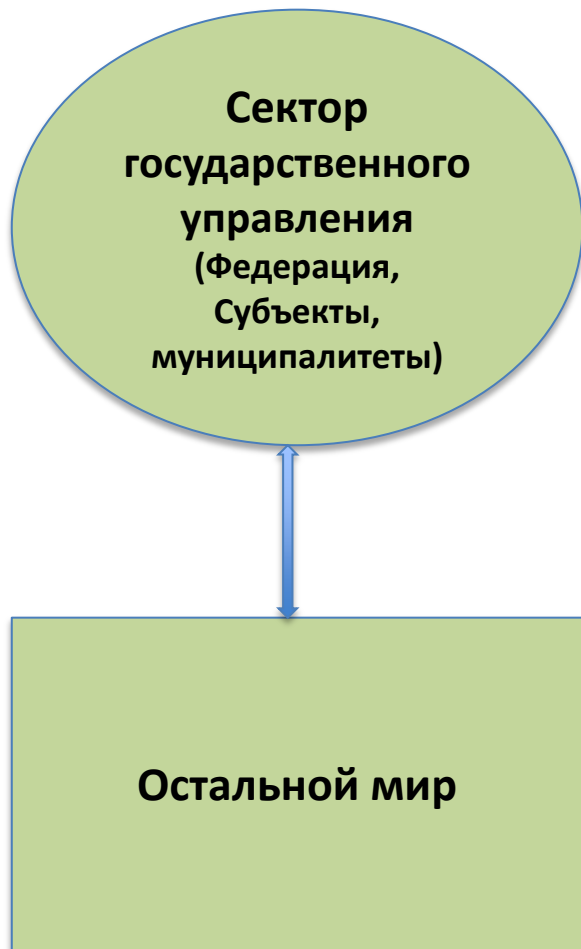 Сектор
государственного
управления
(Федерация,
Субъекты,
муниципалитеты)
Остальной мир